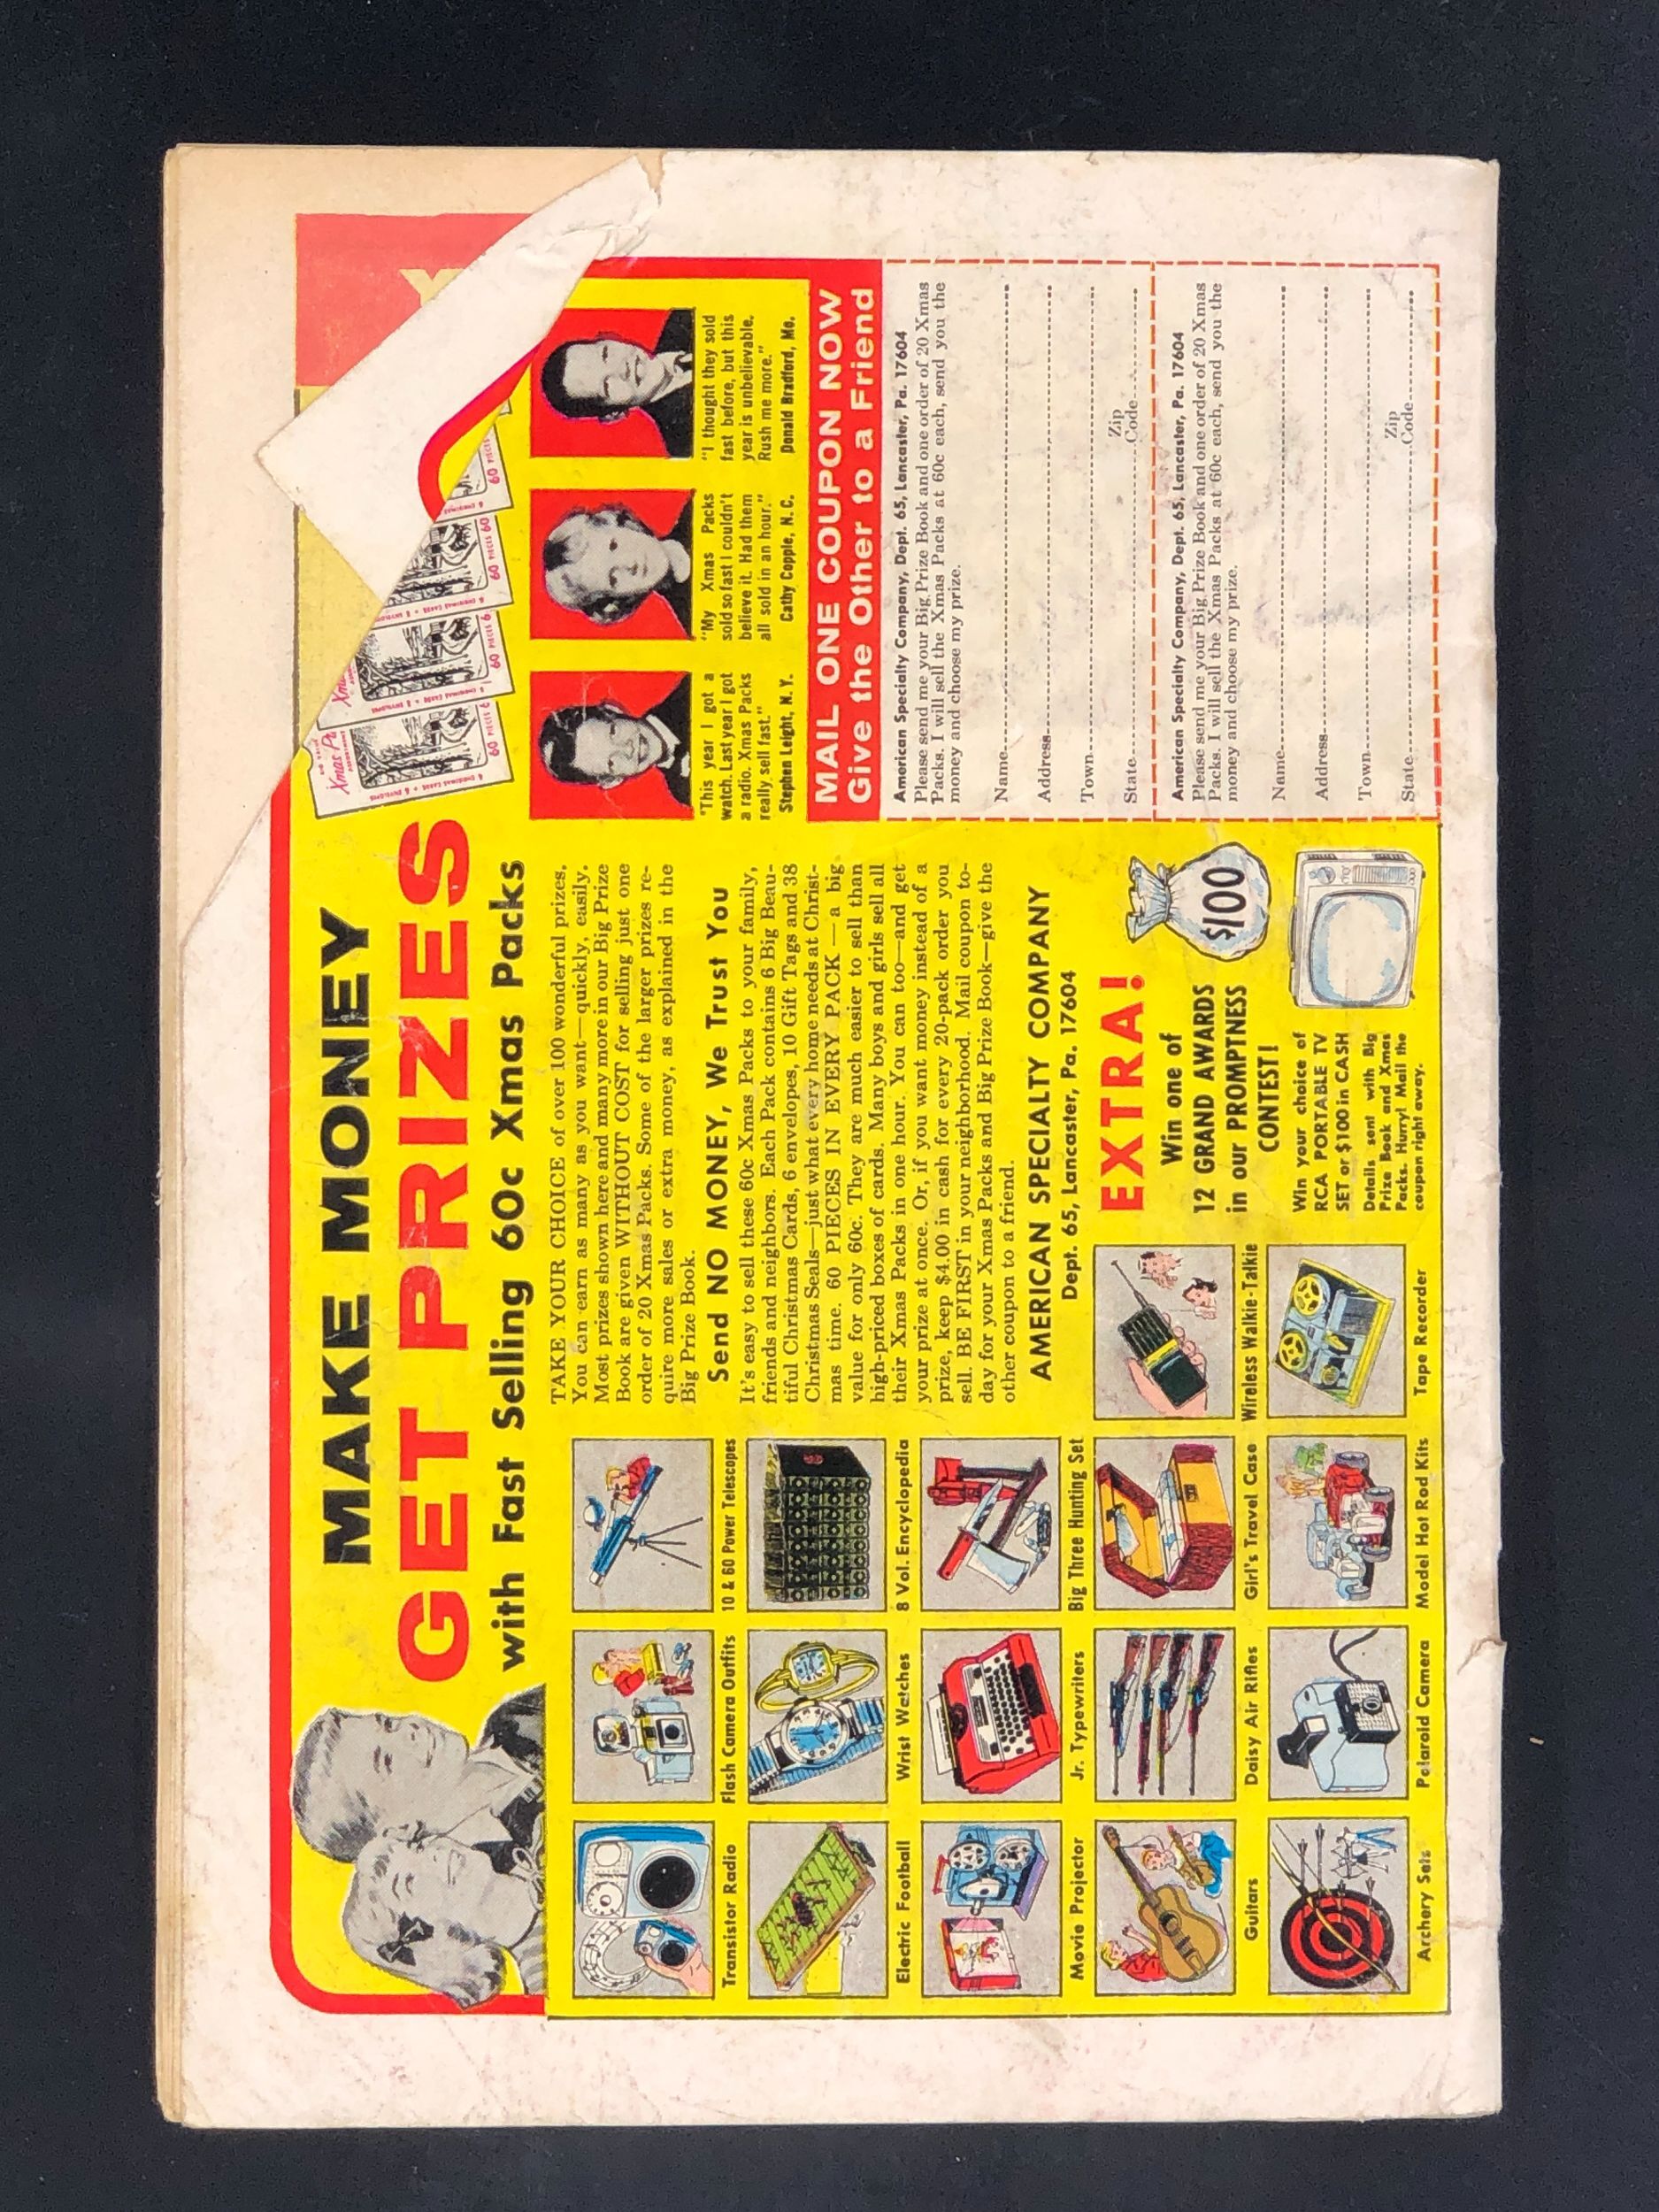 MAKE MONEY
GET PRIZES
with Fast Selling 60c Xmas Packs
TAKE YOUR CHOICE of over 100 wonderful prizes.
You can earn as many as you want—quickly, easily.
Most prizes shown here and many more in our Big Prize
Book are given WITHOUT COST for selling just one
order of 20 Xmas Packs. Some of the larger prizes re-
quire more sales or extra money, as explained in the
Big Prize Book.
Send NO MONEY, We Trust You
It's easy to sell these 60c Xmas Packs to your family,
friends and neighbors. Each Pack contains 6 Big Beau-
tiful Christmas Cards, 6 envelopes, 10 Gift Tags and 38
Christmas Seals—just what every home needs at Christ-
mas time. 60 PIECES IN EVERY PACK — a big
value for only 60c. They are much easier to sell than
high-priced boxes of cards. Many boys and girls sell all
their Xmas Packs in one hour. You can too—and get
your prize at once. Or, if you want money instead of a
prize, keep $4.00 in cash for every 20-pack order you
sell. BE FIRST in your neighborhood. Mail coupon to-
day for your Xmas Packs and Big Prize Book—give the
other coupon to a friend.
AMERICAN SPECIALTY COMPANY
Dept. 65, Lancaster, Pa. 17604
EXTRA!
Win one of
12 GRAND AWARDS
in our PROMPTNESS
CONTEST!
$100
Win your choice of
RCA PORTABLE TV
SET or $100 in CASH
Details sent with Big
Prize Book and Xmas
Packs. Hurry! Mail the
coupon right away.
Transistor Radio
Flash Camera Outfits
10 & 60 Power Telescopes
Electric Football
Wrist Watches
8 Vol. Encyclopedia
Movie Projector
Jr. Typewriters
Big Three Hunting Set
Guitars
Daisy Air Rifles
Girl's Travel Case
Wireless Walkie-Talkie
Archery Sets
Polaroid Camera
Model Hot Rod Kits
Tape Recorder
60 PIECES
60 PIECES 6
60 PIECES 60
60 PIECES
"This year I got a
watch. Last year I got
a radio. Xmas Packs
really sell fast."
Stephen Leight, N. Y.
"My Xmas Packs
sold so fast I couldn't
believe it. Had them
all sold in an hour."
Cathy Copple, N. C.
"I thought they sold
fast before, but this
year is unbelievable.
Rush me more."
Donald Bradford, Mo.
MAIL ONE COUPON NOW
Give the Other to a Friend
American Specialty Company, Dept. 65, Lancaster, Pa. 17604
Please send me your Big Prize Book and one order of 20 Xmas
Packs. I will sell the Xmas Packs at 60c each, send you the
money and choose my prize.
Name
Address
Town
State Zip Code
American Specialty Company, Dept. 65, Lancaster, Pa. 17604
Please send me your Big Prize Book and one order of 20 Xmas
Packs. I will sell the Xmas Packs at 60c each, send you the
money and choose my prize.
Name
Address
Town
State Zip Code